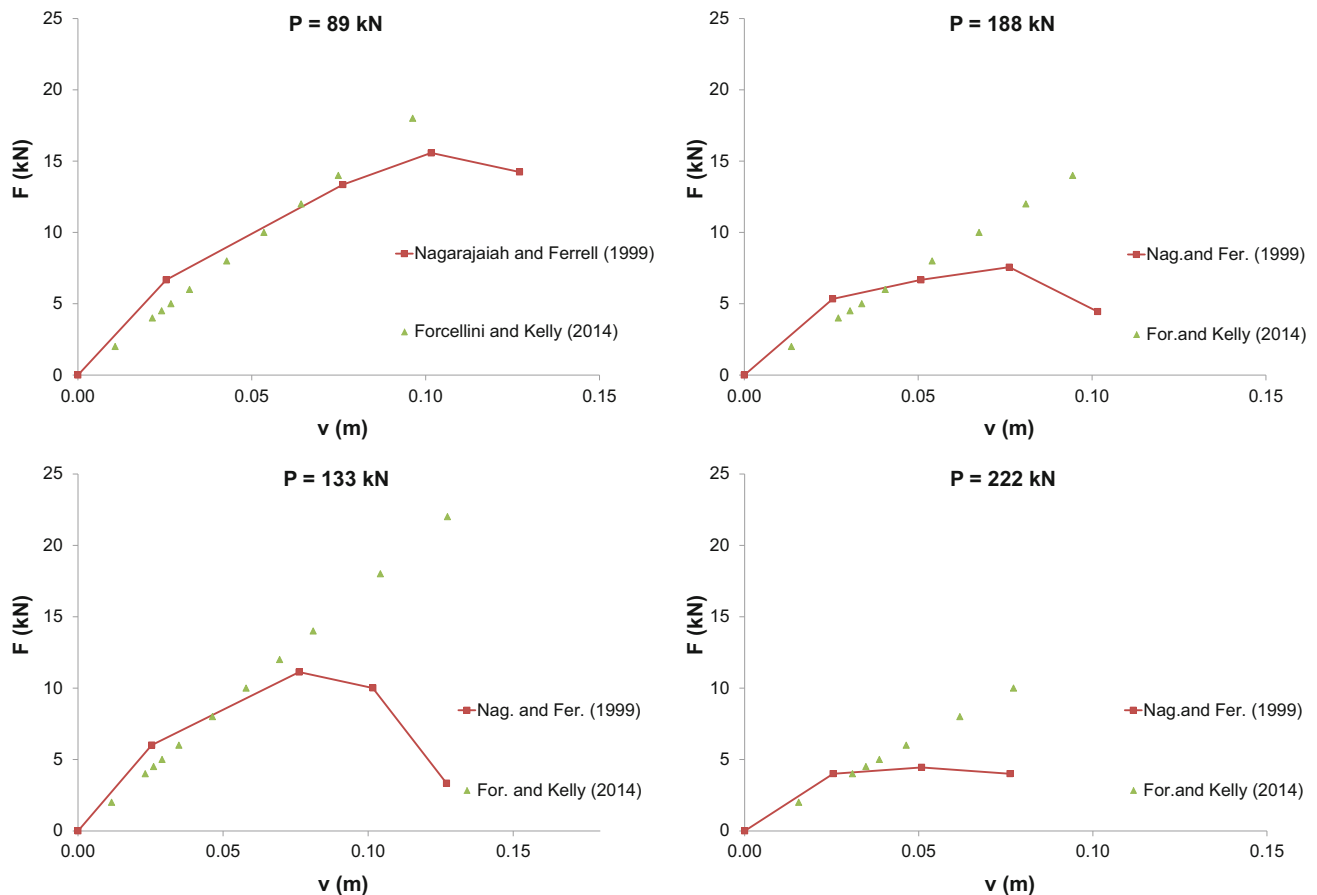 P = 89 kN
25
20
15
10
5
0
F (kN)
0.00 0.05 0.10 0.15
v (m)
Nagarajaiah and Ferrell (1999)
Forcellini and Kelly (2014)
P = 188 kN
25
20
15
10
5
0
F (kN)
0.00 0.05 0.10 0.15
v (m)
Nag.and Fer. (1999)
For.and Kelly (2014)
P = 133 kN
25
20
15
10
5
0
F (kN)
0.00 0.05 0.10 0.15
v (m)
Nag. and Fer. (1999)
For. and Kelly (2014)
P = 222 kN
25
20
15
10
5
0
F (kN)
0.00 0.05 0.10 0.15
v (m)
Nag.and Fer. (1999)
For.and Kelly (2014)